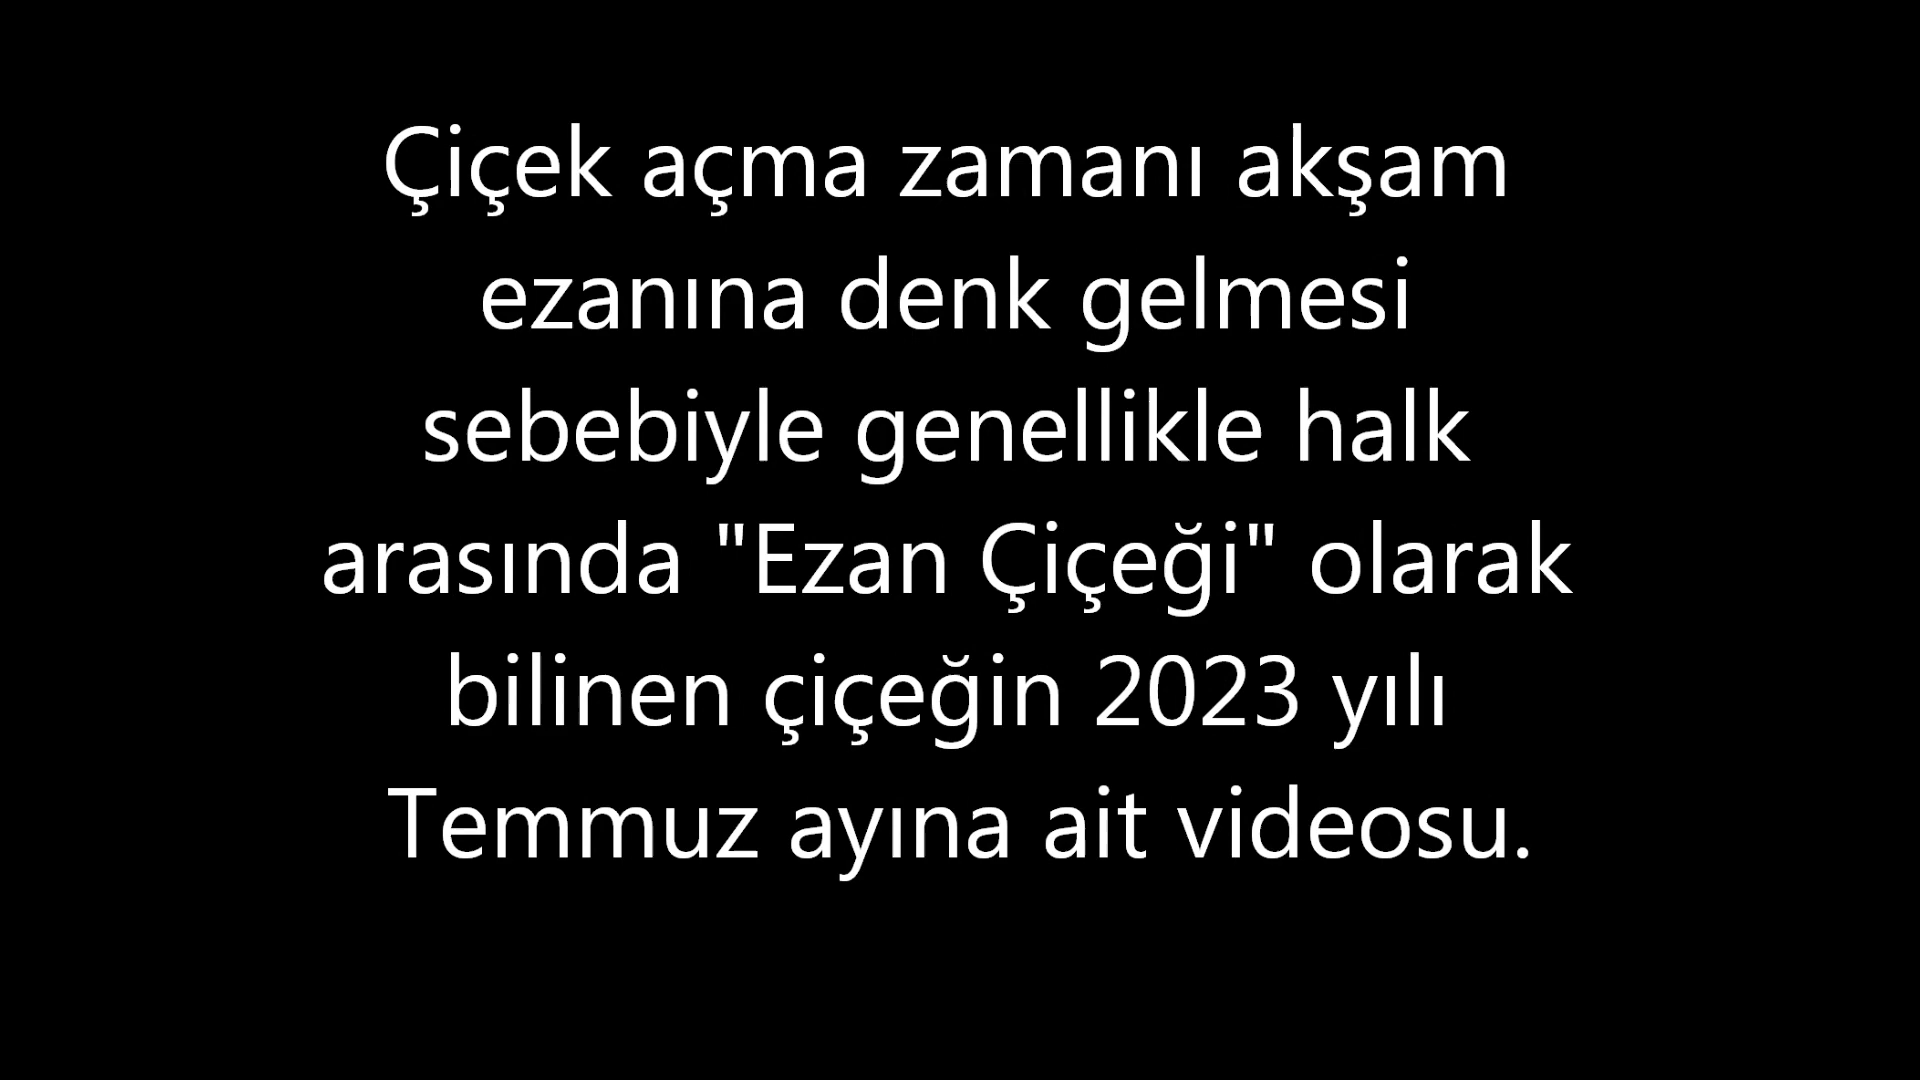 Çiçek açma zamanı akşam
ezanına denk gelmesi
sebebiyle genellikle halk
arasında "Ezan Çiçeği" olarak
bilinen çiçeğin 2023 yılı
Temmuz ayına ait videosu.